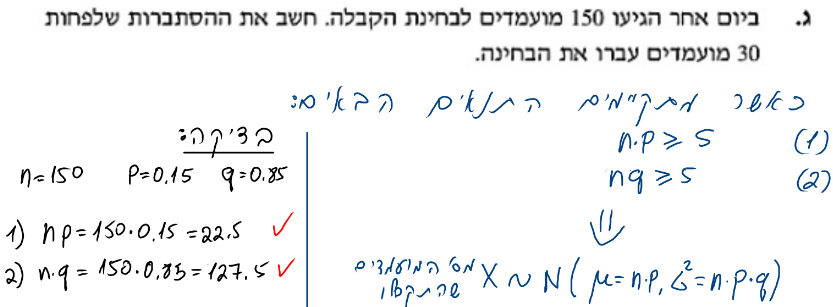 ג. ביום אחר הגיעו 150 מועמדים לבחינת הקבלה. חשב את ההסתברות שלפחות
30 מועמדים עברו את הבחינה.
כאשר מתקיימים התנאים הבאים:
(1) n·p ⩾ 5
(2) nq ⩾ 5
⇓
מס' המועמדים שהתקבלו X ~ N( μ=n·p, σ²=n·p·q)
בדיקה:
n=150 P=0.15 q=0.85
1) np=150·0.15=22.5 ✓
2) n·q = 150·0.85=127.5 ✓